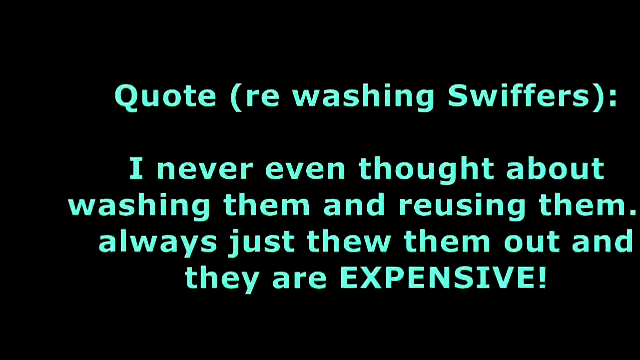 Quote (re washing Swiffers):
I never even thought about
washing them and reusing them.
always just thew them out and
they are EXPENSIVE!